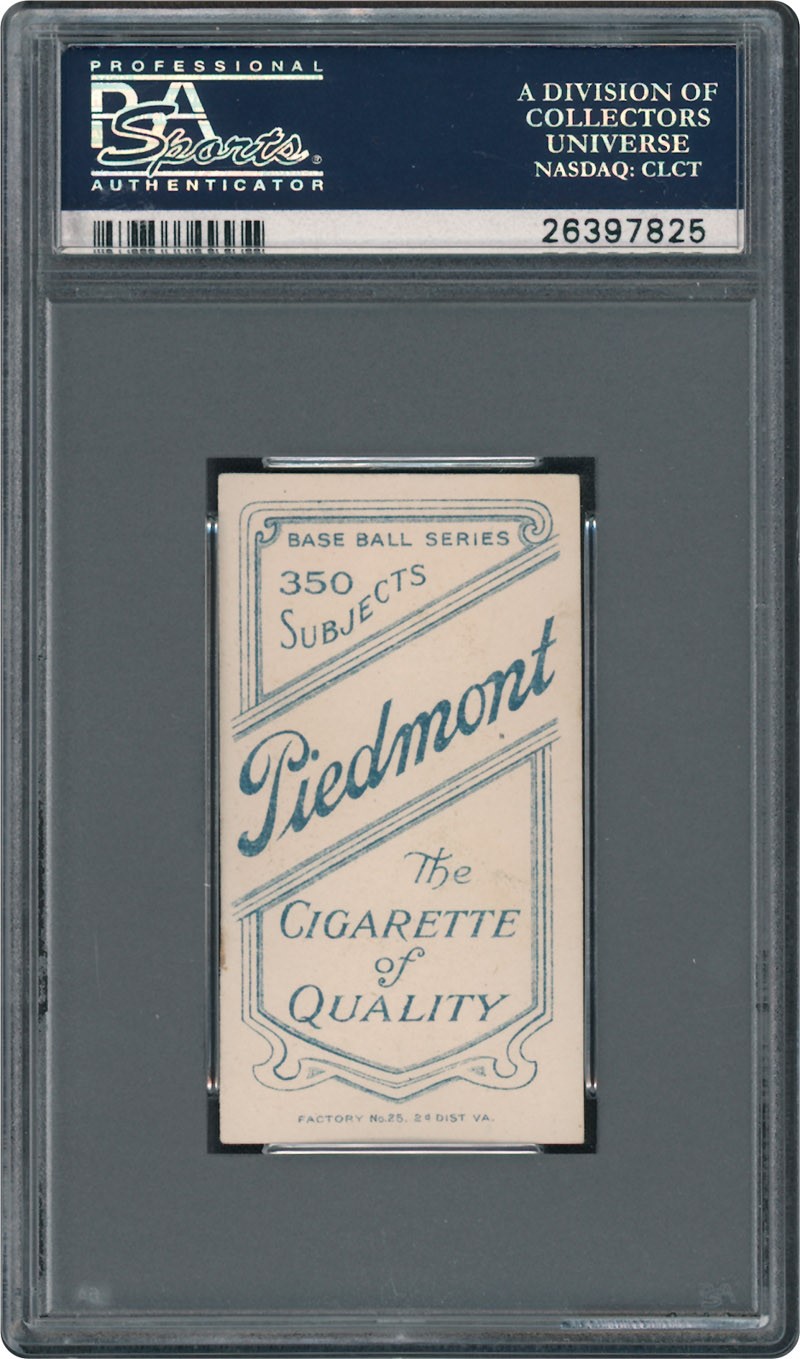 PROFESSIONAL
PSA
Sports®
AUTHENTICATOR
A DIVISION OF
COLLECTORS
UNIVERSE
NASDAQ: CLCT
26397825
BASE BALL SERIES
350
SUBJECTS
Piedmont
The
CIGARETTE
of
QUALITY
FACTORY No.25, 2d DIST VA.